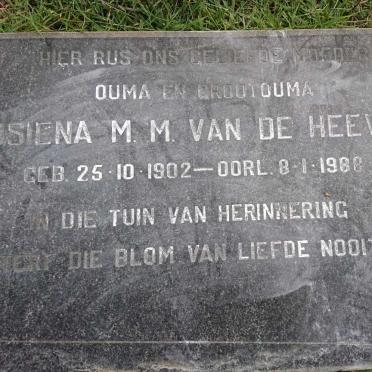 HIER RUS ONS GELIEFDE MOEDER
OUMA EN GROOTOUMA
SIENA M. M. VAN DE HEEV
GEB. 25·10·1902—OORL. 8·1·1988
IN DIE TUIN VAN HERINNERING
STERF DIE BLOM VAN LIEFDE NOOIT